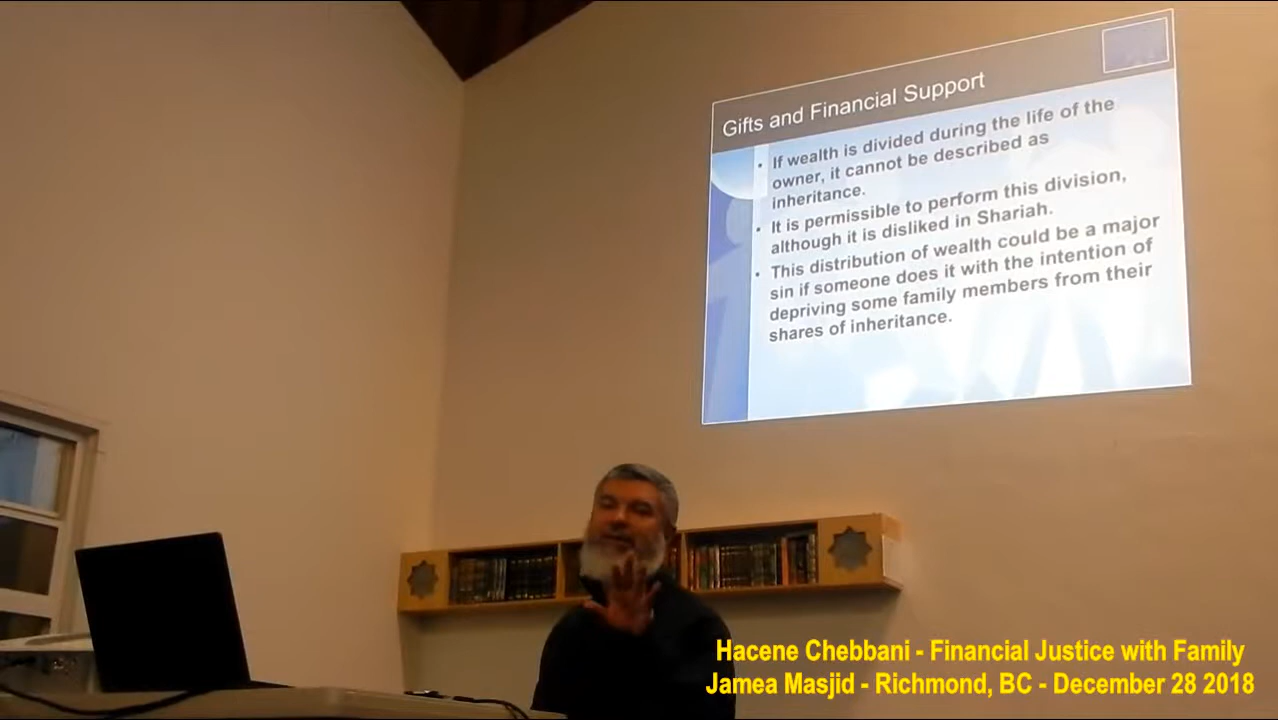 Gifts and Financial Support
• If wealth is divided during the life of the
owner, it cannot be described as
inheritance.
• It is permissible to perform this division,
although it is disliked in Shariah.
• This distribution of wealth could be a major
sin if someone does it with the intention of
depriving some family members from their
shares of inheritance.
Hacene Chebbani - Financial Justice with Family
Jamea Masjid - Richmond, BC - December 28 2018